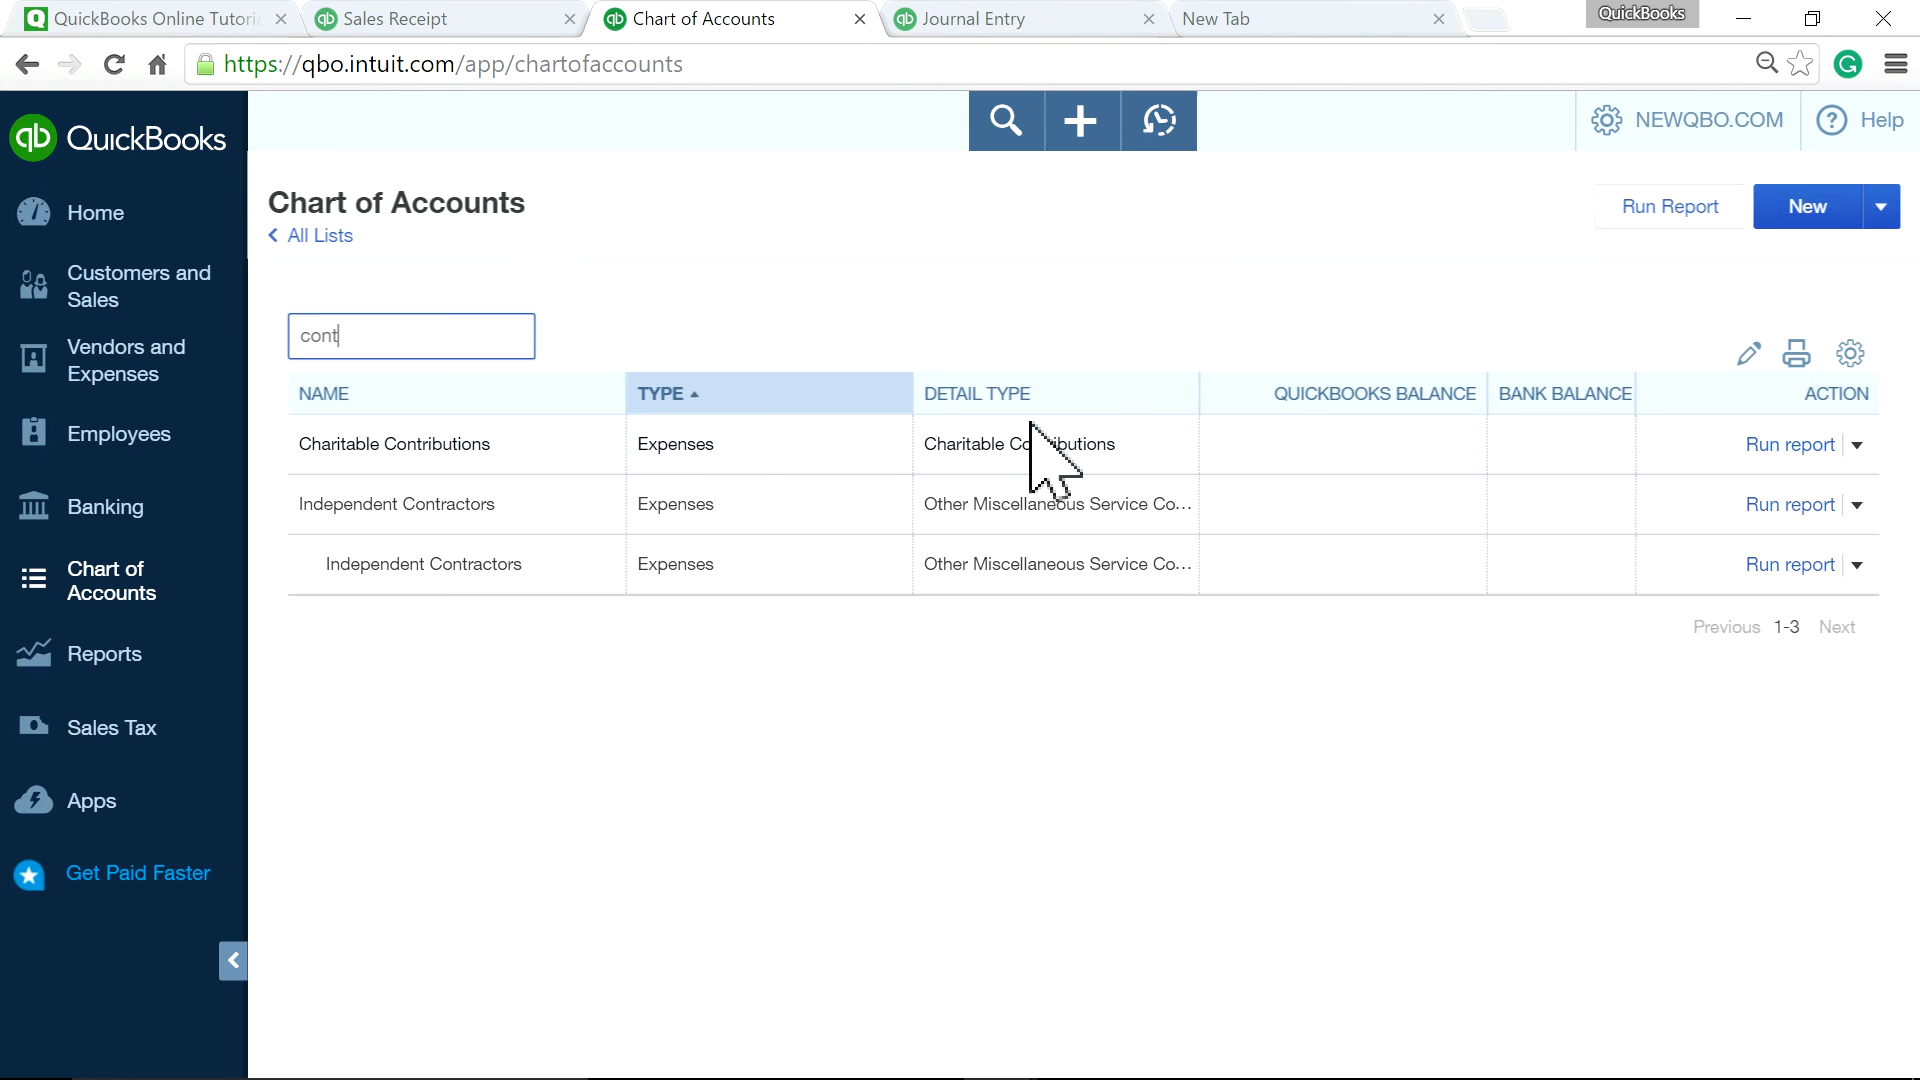 QuickBooks Online Tutori
Sales Receipt
Chart of Accounts
Journal Entry
New Tab
QuickBooks
https://qbo.intuit.com/app/chartofaccounts
qb QuickBooks
NEWQBO.COM
? Help
Home
Customers and
Sales
Vendors and
Expenses
Employees
Banking
Chart of
Accounts
Reports
Sales Tax
Apps
Get Paid Faster
Chart of Accounts
All Lists
Run Report
New
cont
NAME TYPE DETAIL TYPE QUICKBOOKS BALANCE BANK BALANCE ACTION
Charitable Contributions Expenses Charitable Contributions Run report
Independent Contractors Expenses Other Miscellaneous Service Co... Run report
Independent Contractors Expenses Other Miscellaneous Service Co... Run report
Previous 1-3 Next